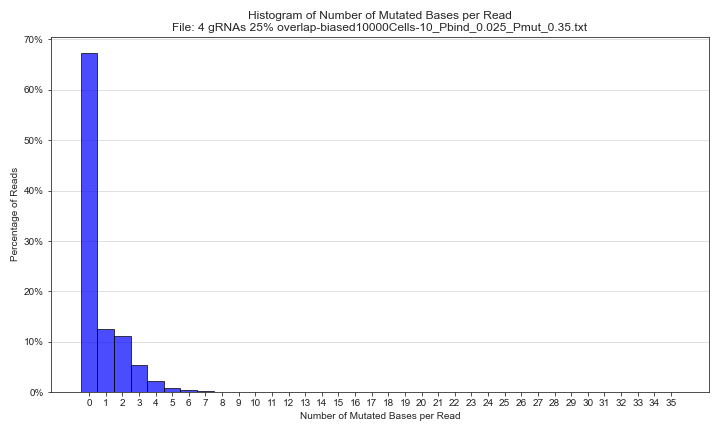 Histogram of Number of Mutated Bases per Read
File: 4 gRNAs 25% overlap-biased10000Cells-10_Pbind_0.025_Pmut_0.35.txt
70%
60%
50%
40%
30%
20%
10%
0%
Percentage of Reads
0 1 2 3 4 5 6 7 8 9 10 11 12 13 14 15 16 17 18 19 20 21 22 23 24 25 26 27 28 29 30 31 32 33 34 35
Number of Mutated Bases per Read